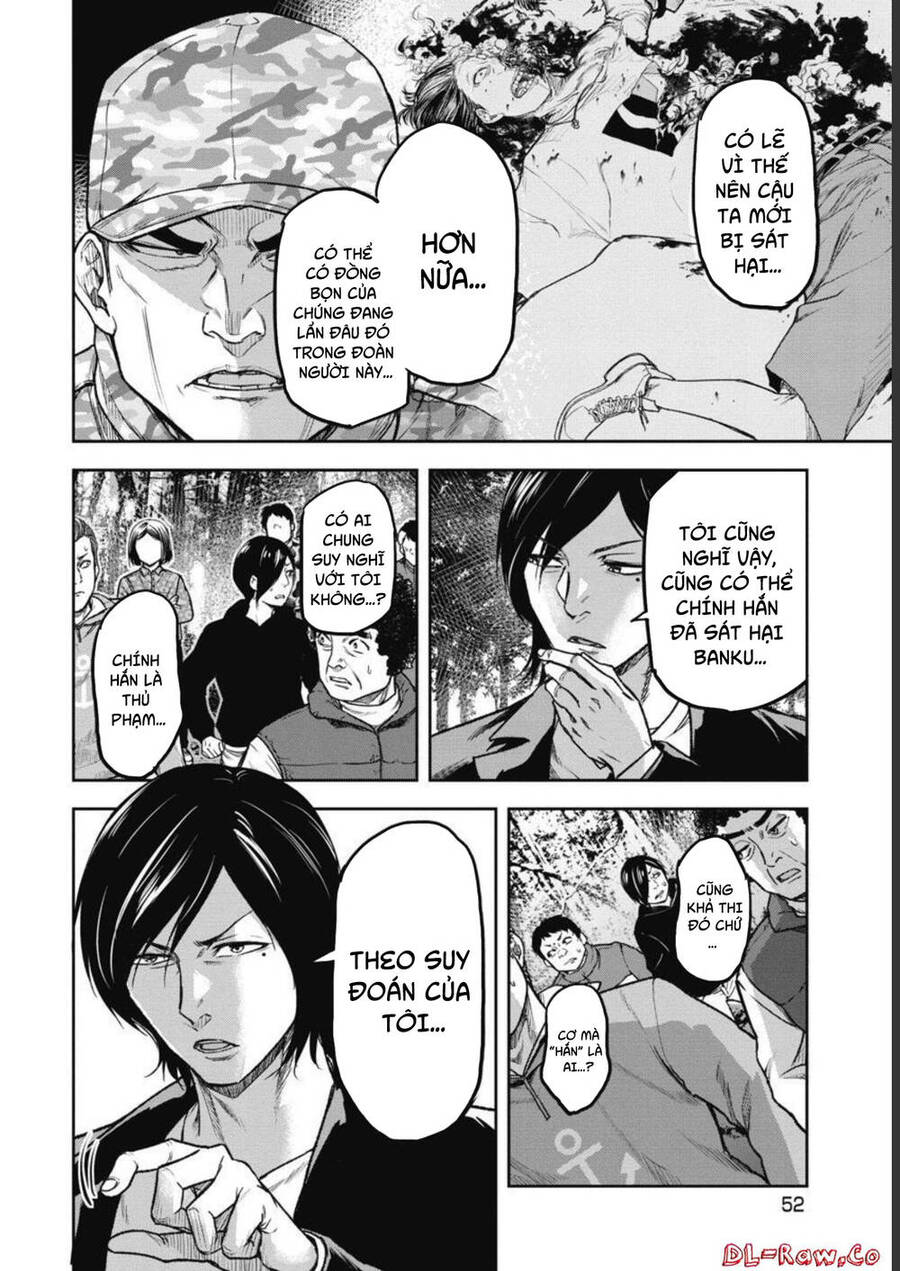 CÓ LẼ
VÌ THẾ
NÊN CẬU
TA MỚI
BỊ SÁT
HẠI...
HƠN
NỮA...
CÓ THỂ
CÓ ĐỒNG
BỌN CỦA
CHÚNG ĐANG
LẨN ĐÂU ĐÓ
TRONG ĐOÀN
NGƯỜI NÀY...
TÔI CŨNG
NGHĨ VẬY,
CŨNG CÓ THỂ
CHÍNH HẮN
ĐÃ SÁT HẠI
BANKU...
CÓ AI
CHUNG
SUY NGHĨ
VỚI TÔI
KHÔNG...?
CHÍNH
HẮN LÀ
THỦ
PHẠM...
CŨNG
KHẢ THI
ĐÓ CHỨ
...
CƠ MÀ
"HẮN" LÀ
AI...?
THEO SUY
ĐOÁN CỦA
TÔI...
52
DL=Raw.Co